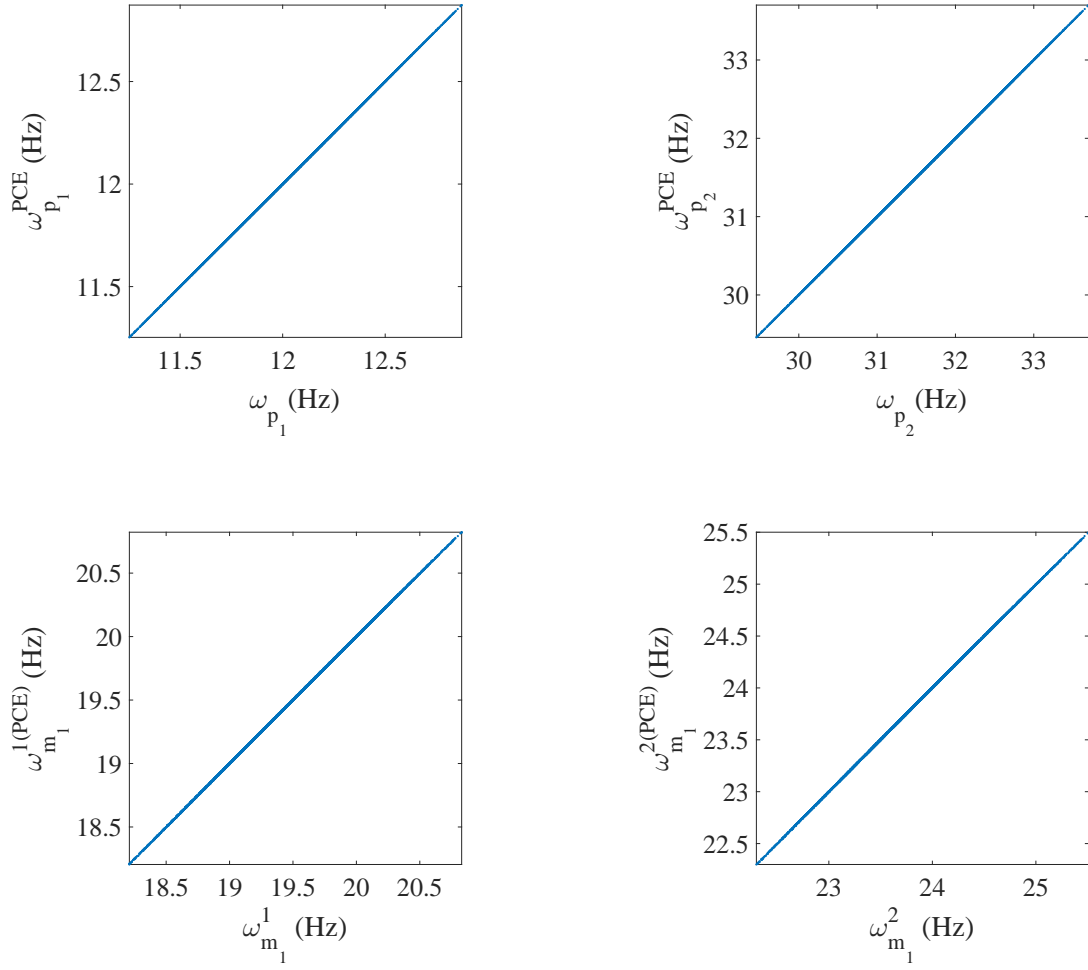 12.5
12
11.5
ω_{p_1}^{PCE} (Hz)
11.5 12 12.5
ω_{p_1} (Hz)
33
32
31
30
ω_{p_2}^{PCE} (Hz)
30 31 32 33
ω_{p_2} (Hz)
20.5
20
19.5
19
18.5
ω_{m_1}^{1(PCE)} (Hz)
18.5 19 19.5 20 20.5
ω_{m_1}^{1} (Hz)
25.5
25
24.5
24
23.5
23
22.5
ω_{m_1}^{2(PCE)} (Hz)
23 24 25
ω_{m_1}^{2} (Hz)